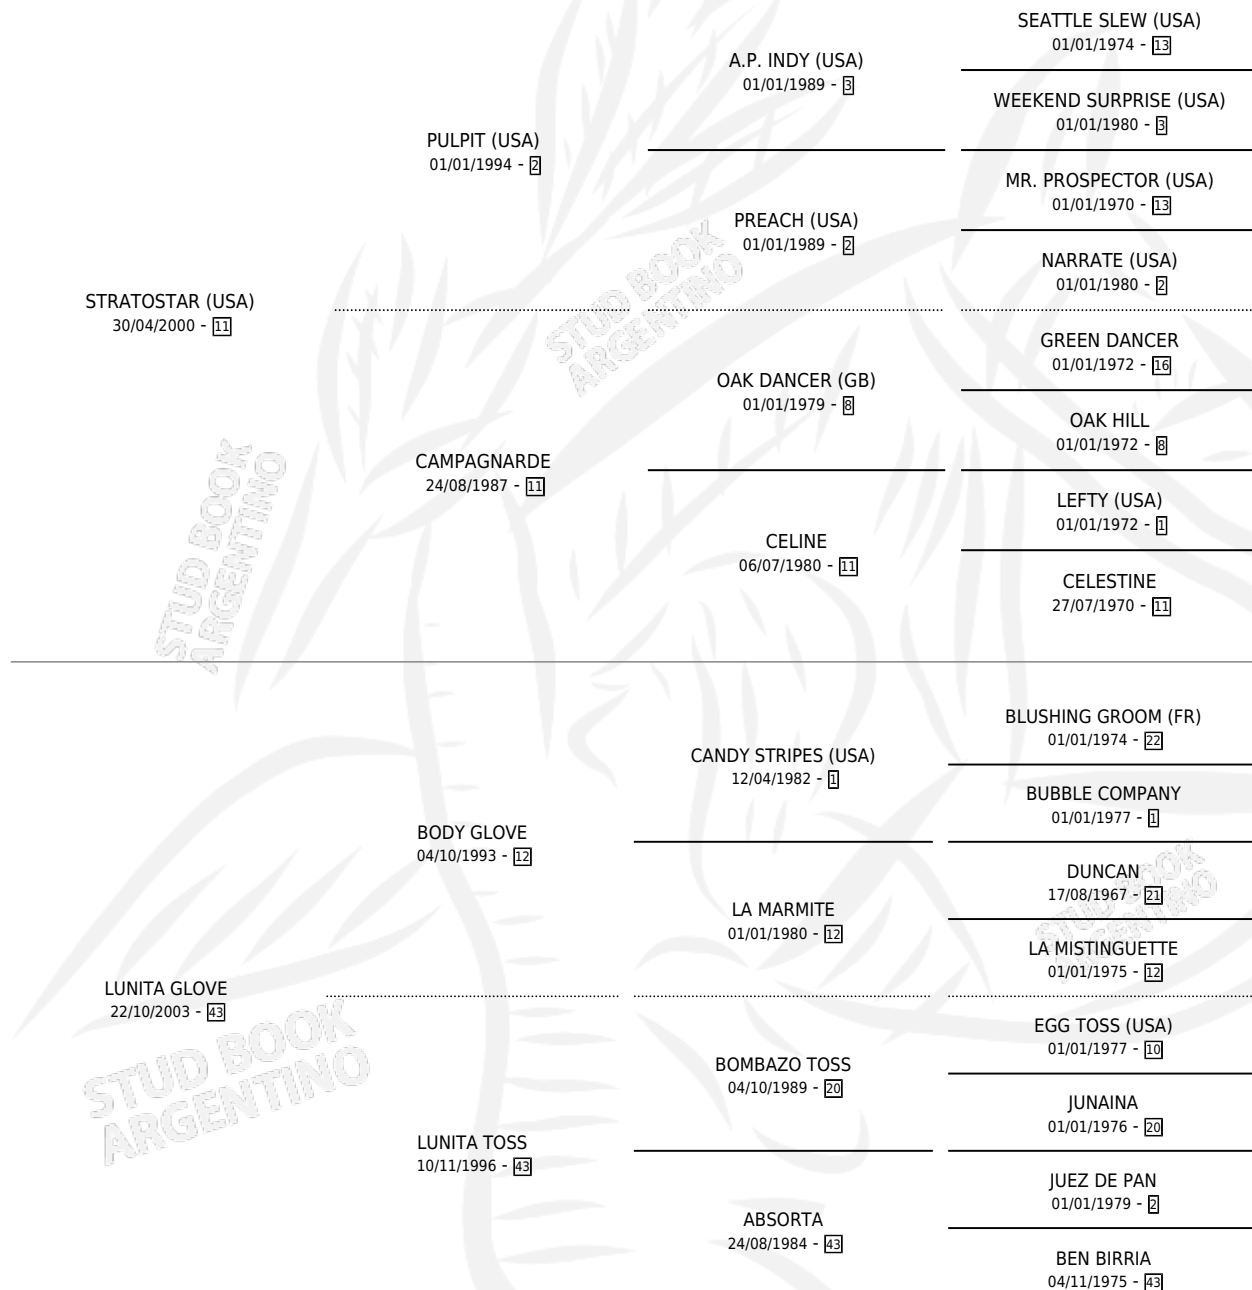 SEATTLE SLEW (USA)
01/01/1974 - 13
A.P. INDY (USA)
01/01/1989 - 3
WEEKEND SURPRISE (USA)
01/01/1980 - 3
PULPIT (USA)
01/01/1994 - 2
MR. PROSPECTOR (USA)
01/01/1970 - 13
PREACH (USA)
01/01/1989 - 2
NARRATE (USA)
01/01/1980 - 2
STRATOSTAR (USA)
30/04/2000 - 11
GREEN DANCER
01/01/1972 - 16
OAK DANCER (GB)
01/01/1979 - 8
OAK HILL
01/01/1972 - 8
CAMPAGNARDE
24/08/1987 - 11
LEFTY (USA)
01/01/1972 - 1
CELINE
06/07/1980 - 11
CELESTINE
27/07/1970 - 11
BLUSHING GROOM (FR)
01/01/1974 - 22
CANDY STRIPES (USA)
12/04/1982 - 1
BUBBLE COMPANY
01/01/1977 - 1
BODY GLOVE
04/10/1993 - 12
DUNCAN
17/08/1967 - 21
LA MARMITE
01/01/1980 - 12
LA MISTINGUETTE
01/01/1975 - 12
LUNITA GLOVE
22/10/2003 - 43
EGG TOSS (USA)
01/01/1977 - 10
BOMBAZO TOSS
04/10/1989 - 20
JUNAINA
01/01/1976 - 20
LUNITA TOSS
10/11/1996 - 43
JUEZ DE PAN
01/01/1979 - 2
ABSORTA
24/08/1984 - 43
BEN BIRRIA
04/11/1975 - 43
STUD BOOK
ARGENTINO
STUD BOOK
ARGENTINO
STUD BOOK
ARGENTINO
STUD BOOK
ARGENTINO